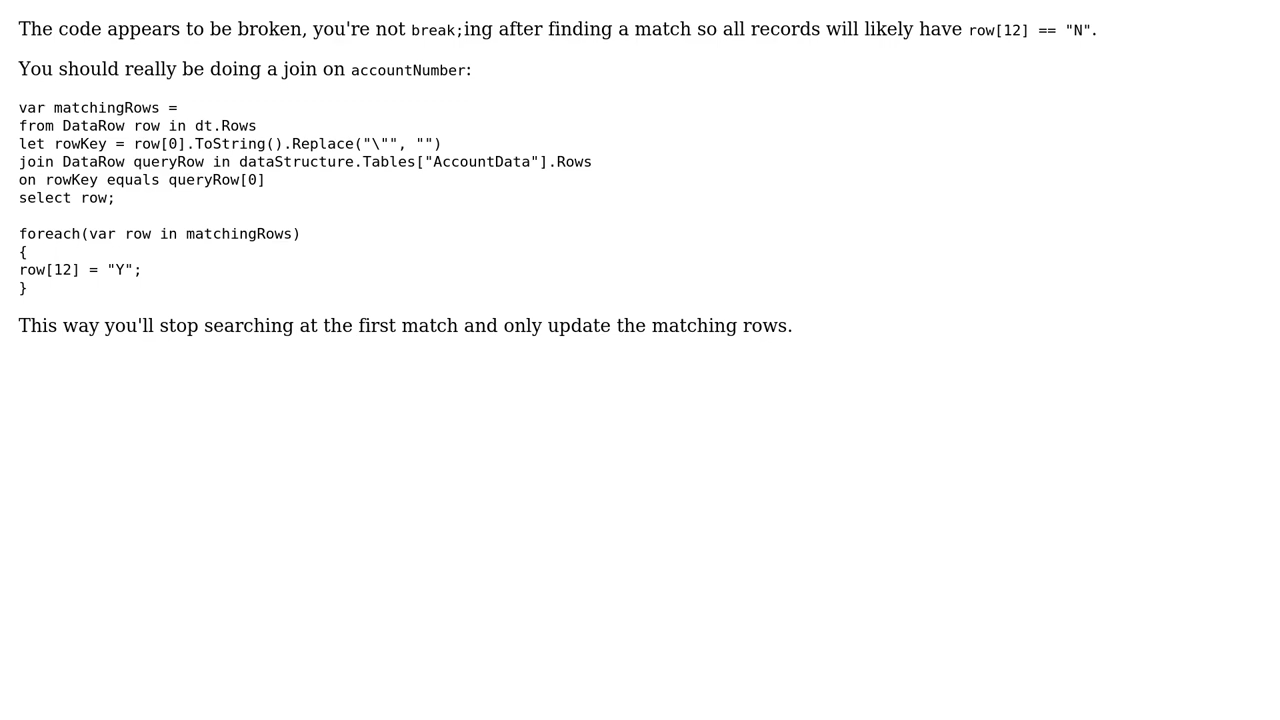 The code appears to be broken, you're not break;ing after finding a match so all records will likely have row[12] == "N".
You should really be doing a join on accountNumber:
var matchingRows =
from DataRow row in dt.Rows
let rowKey = row[0].ToString().Replace("\"", "")
join DataRow queryRow in dataStructure.Tables["AccountData"].Rows
on rowKey equals queryRow[0]
select row;
foreach(var row in matchingRows)
{
row[12] = "Y";
}
This way you'll stop searching at the first match and only update the matching rows.